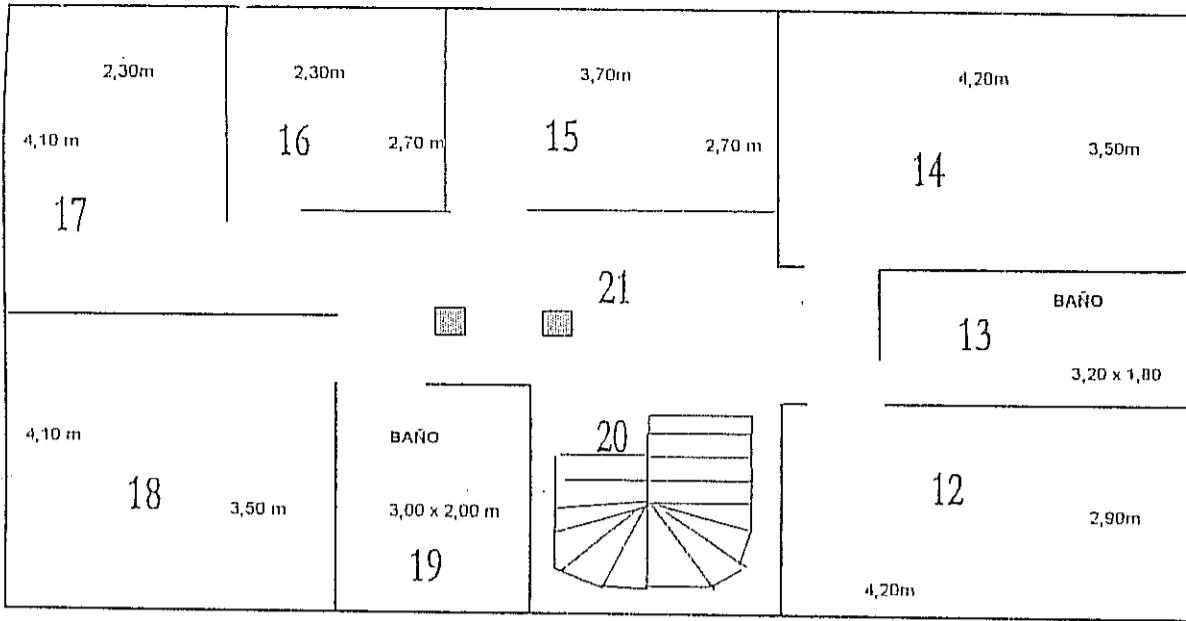 2,30m
4,10 m
17
2,30m
16
2,70 m
3,70m
15
2,70 m
4,20m
14
3,50m
21
BAÑO
13
3,20 x 1,80
4,10 m
18
3,50 m
BAÑO
3,00 x 2,00 m
19
20
12
2,90m
4,20m